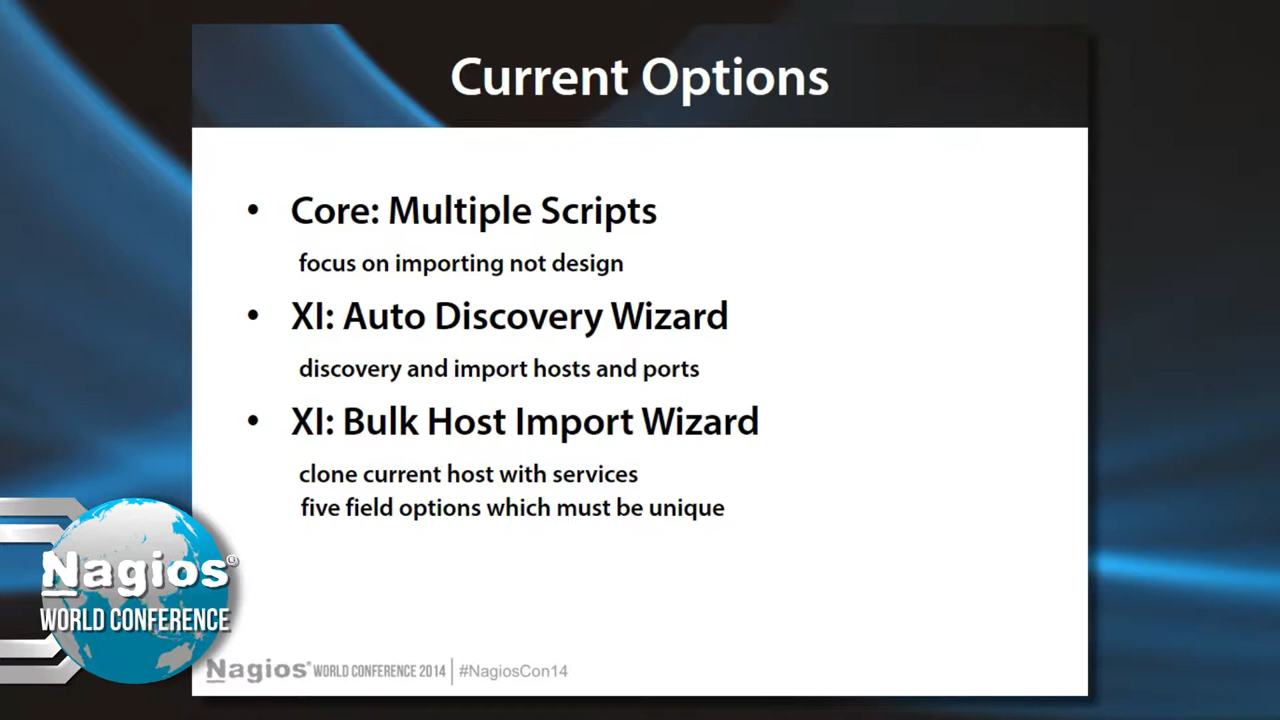 Current Options
• Core: Multiple Scripts
focus on importing not design
• XI: Auto Discovery Wizard
discovery and import hosts and ports
• XI: Bulk Host Import Wizard
clone current host with services
five field options which must be unique
Nagios®
WORLD CONFERENCE
Nagios® WORLD CONFERENCE 2014 | #NagiosCon14